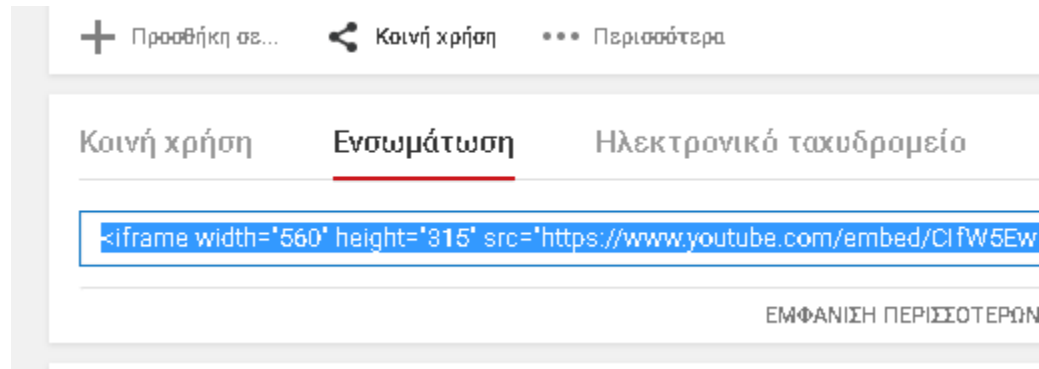 Προσθήκη σε... Κοινή χρήση Περισσότερα
Κοινή χρήση Ενσωμάτωση Ηλεκτρονικό ταχυδρομείο
<iframe width="560" height="315" src="https://www.youtube.com/embed/CIfW5Ew
ΕΜΦΑΝΙΣΗ ΠΕΡΙΣΣΟΤΕΡΩΝ